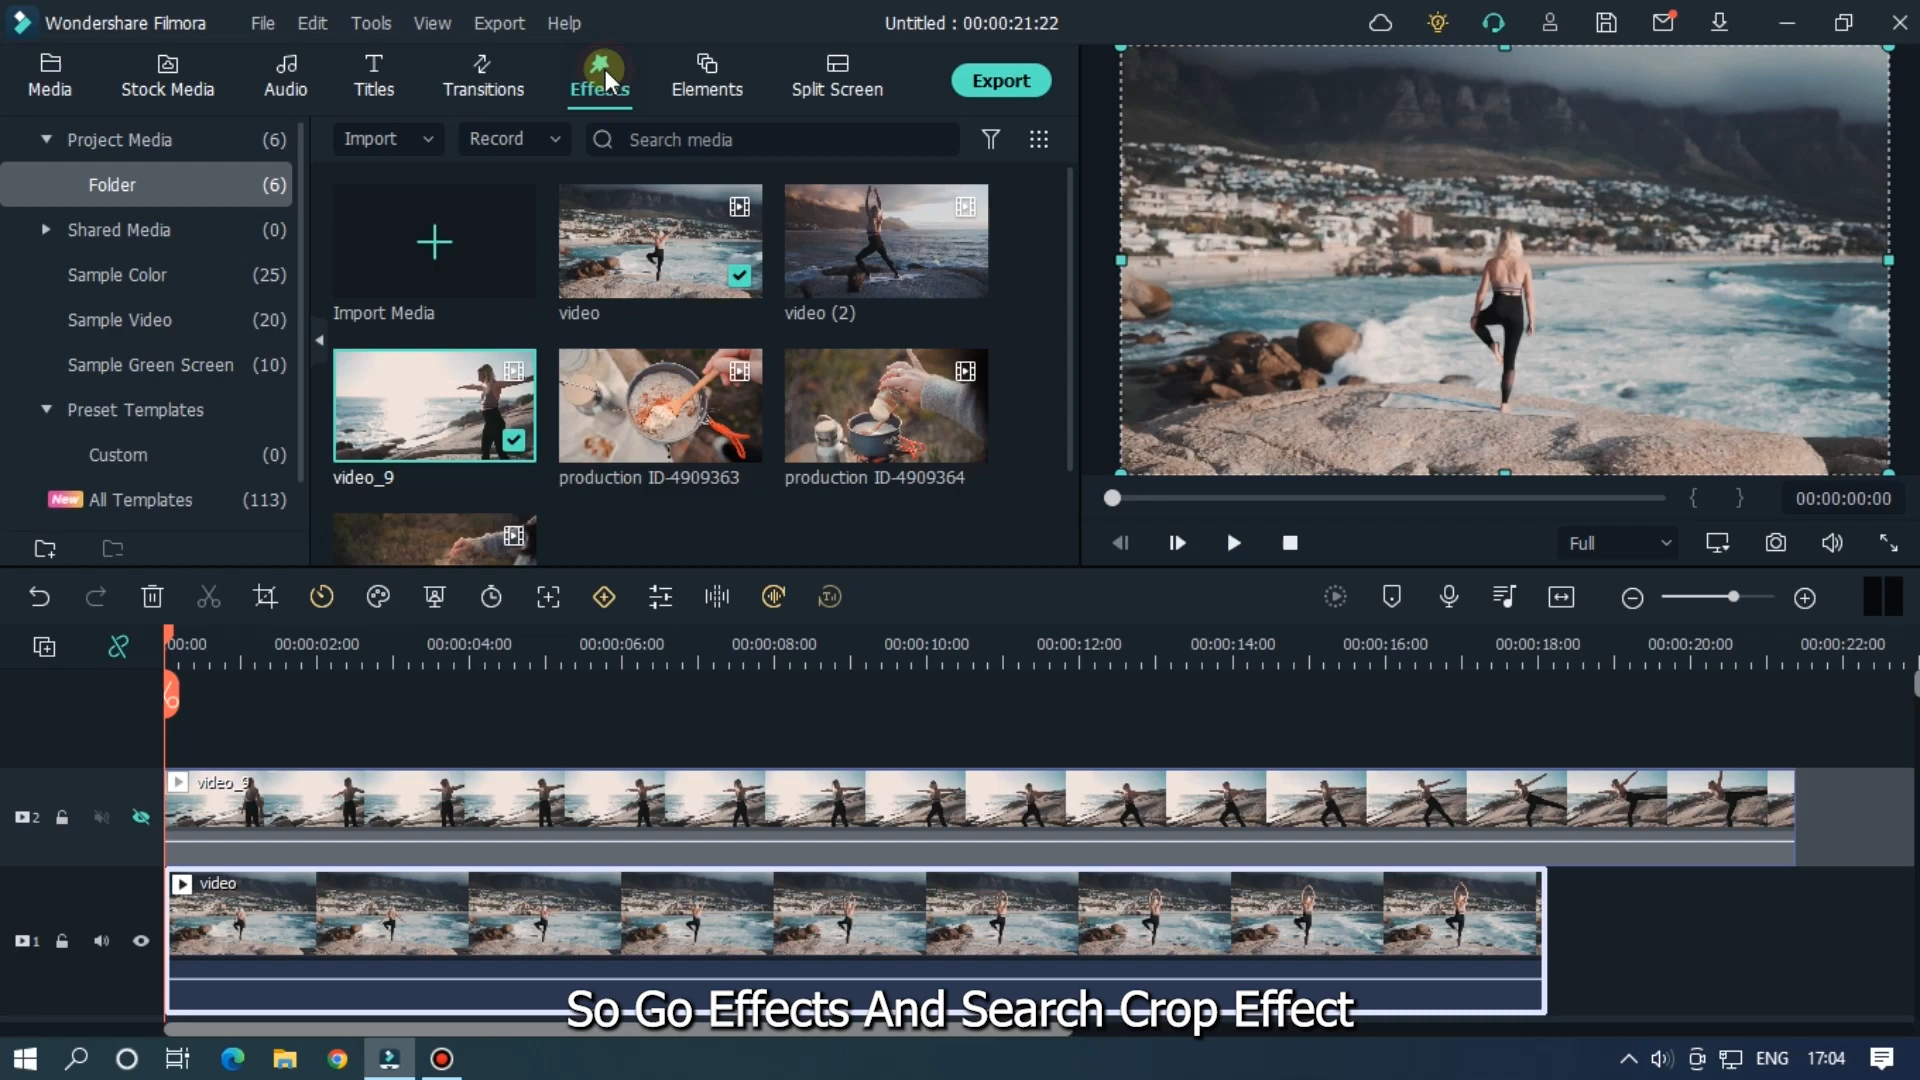 Wondershare Filmora
File
Edit
Tools
View
Export
Help
Untitled : 00:00:21:22
Media
Stock Media
Audio
Titles
Transitions
Effects
Elements
Split Screen
Export
Project Media (6)
Folder (6)
Shared Media (0)
Sample Color (25)
Sample Video (20)
Sample Green Screen (10)
Preset Templates
Custom (0)
New All Templates (113)
Import
Record
Search media
Import Media
video
video (2)
video_9
production ID-4909363
production ID-4909364
00:00:00:00
Full
00:00
00:00:02:00
00:00:04:00
00:00:06:00
00:00:08:00
00:00:10:00
00:00:12:00
00:00:14:00
00:00:16:00
00:00:18:00
00:00:20:00
00:00:22:00
2
video_9
1
video
So Go Effects And Search Crop Effect
ENG
17:04